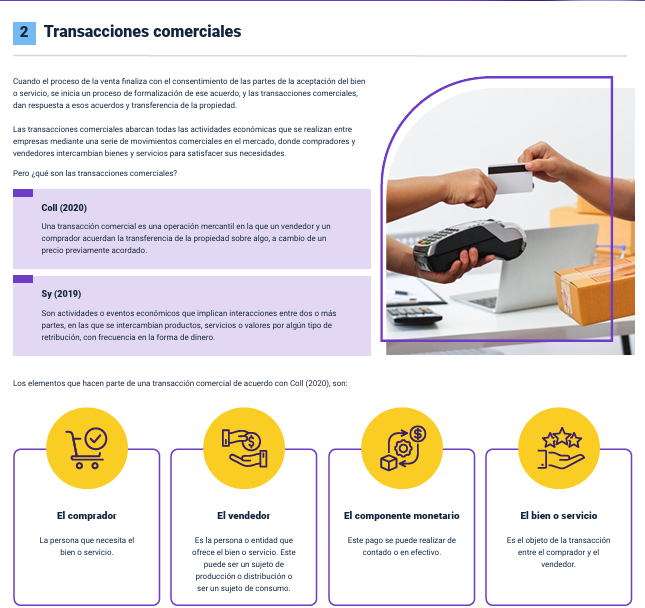 2 Transacciones comerciales
Cuando el proceso de la venta finaliza con el consentimiento de las partes de la aceptación del bien
o servicio, se inicia un proceso de formalización de ese acuerdo, y las transacciones comerciales,
dan respuesta a esos acuerdos y transferencia de la propiedad.
Las transacciones comerciales abarcan todas las actividades económicas que se realizan entre
empresas mediante una serie de movimientos comerciales en el mercado, donde compradores y
vendedores intercambian bienes y servicios para satisfacer sus necesidades.
Pero ¿qué son las transacciones comerciales?
Coll (2020)
Una transacción comercial es una operación mercantil en la que un vendedor y un
comprador acuerdan la transferencia de la propiedad sobre algo, a cambio de un
precio previamente acordado.
Sy (2019)
Son actividades o eventos económicos que implican interacciones entre dos o más
partes, en las que se intercambian productos, servicios o valores por algún tipo de
retribución, con frecuencia en la forma de dinero.
Los elementos que hacen parte de una transacción comercial de acuerdo con Coll (2020), son:
El comprador
La persona que necesita el
bien o servicio.
El vendedor
Es la persona o entidad que
ofrece el bien o servicio. Este
puede ser un sujeto de
producción o distribución o
ser un sujeto de consumo.
El componente monetario
Este pago se puede realizar de
contado o en efectivo.
El bien o servicio
Es el objeto de la transacción
entre el comprador y el
vendedor.